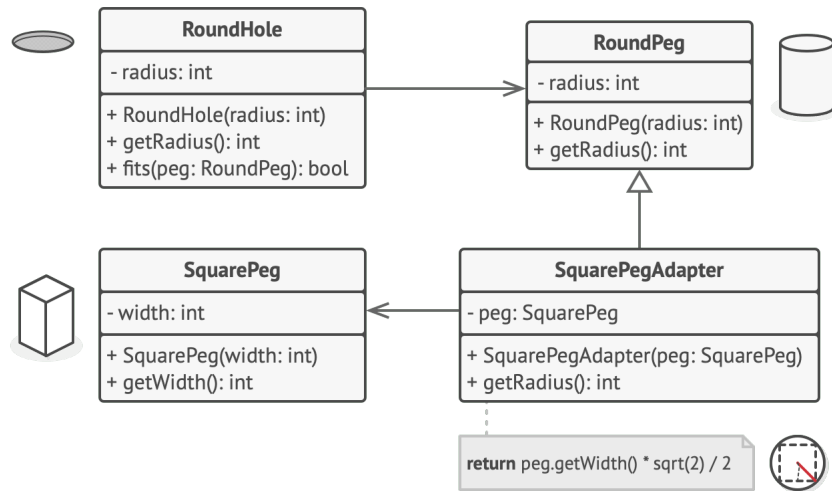 RoundHole
- radius: int
+ RoundHole(radius: int)
+ getRadius(): int
+ fits(peg: RoundPeg): bool
RoundPeg
- radius: int
+ RoundPeg(radius: int)
+ getRadius(): int
SquarePeg
- width: int
+ SquarePeg(width: int)
+ getWidth(): int
SquarePegAdapter
- peg: SquarePeg
+ SquarePegAdapter(peg: SquarePeg)
+ getRadius(): int
return peg.getWidth() * sqrt(2) / 2